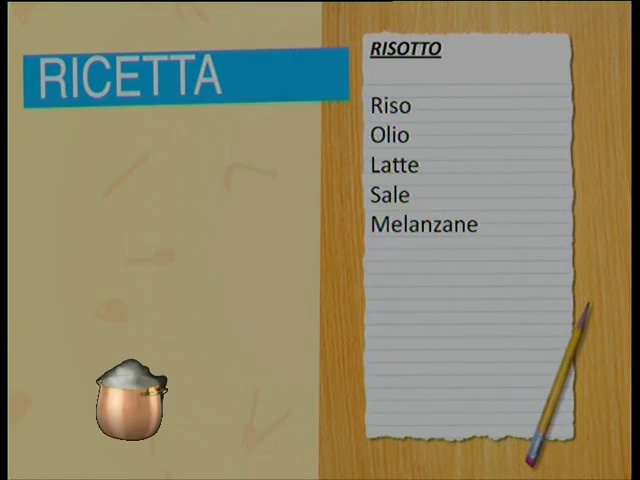 RICETTA
RISOTTO
Riso
Olio
Latte
Sale
Melanzane